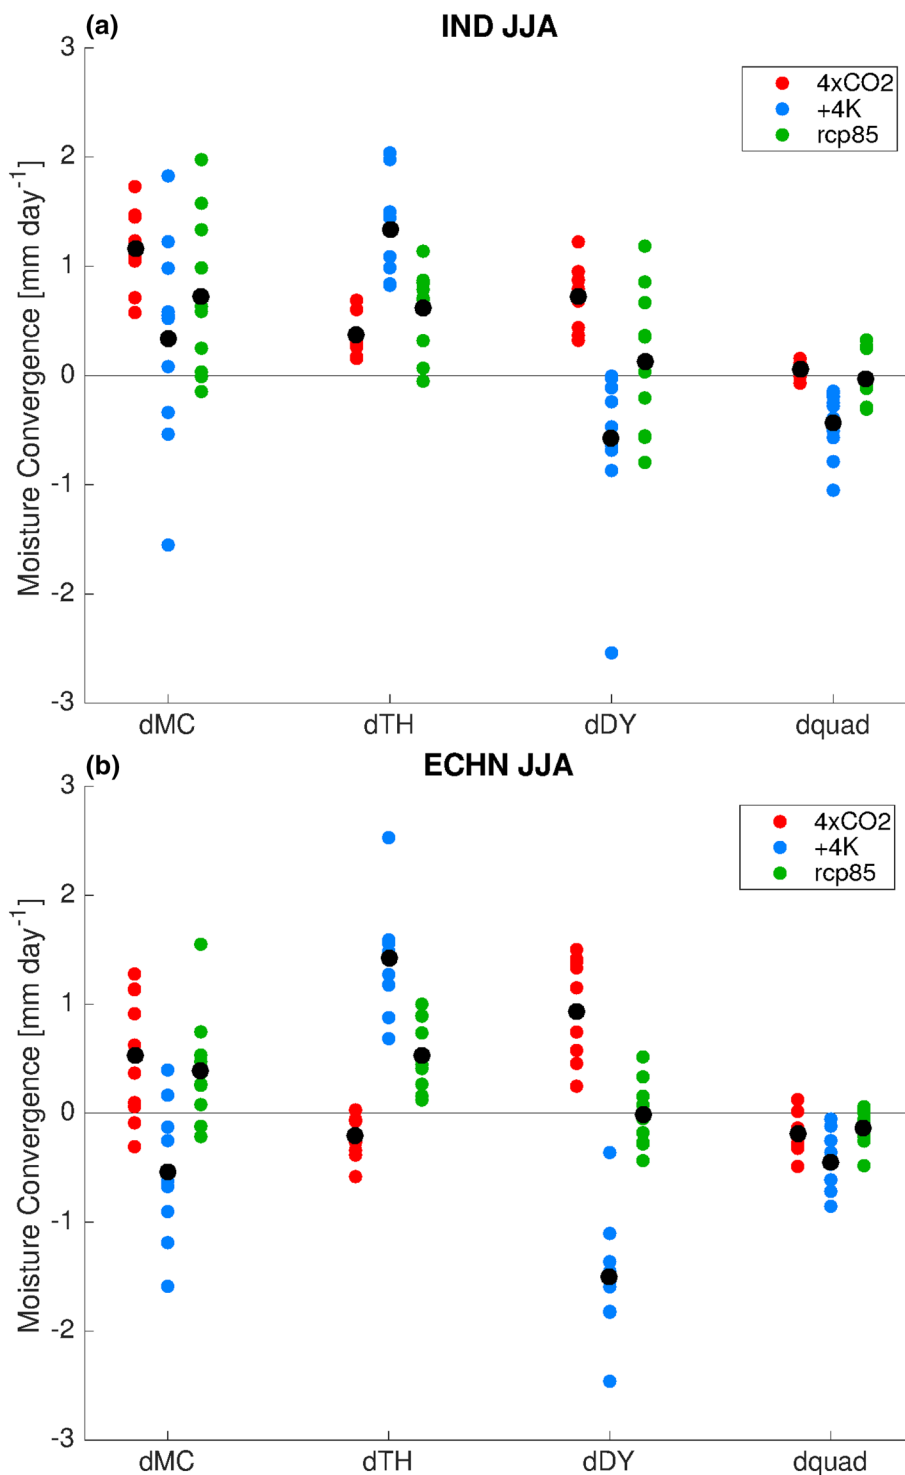 (a)
IND JJA
3
2
1
0
-1
-2
-3
Moisture Convergence [mm day⁻¹]
4xCO2
+4K
rcp85
dMC dTH dDY dquad
(b)
ECHN JJA
3
2
1
0
-1
-2
-3
Moisture Convergence [mm day⁻¹]
4xCO2
+4K
rcp85
dMC dTH dDY dquad